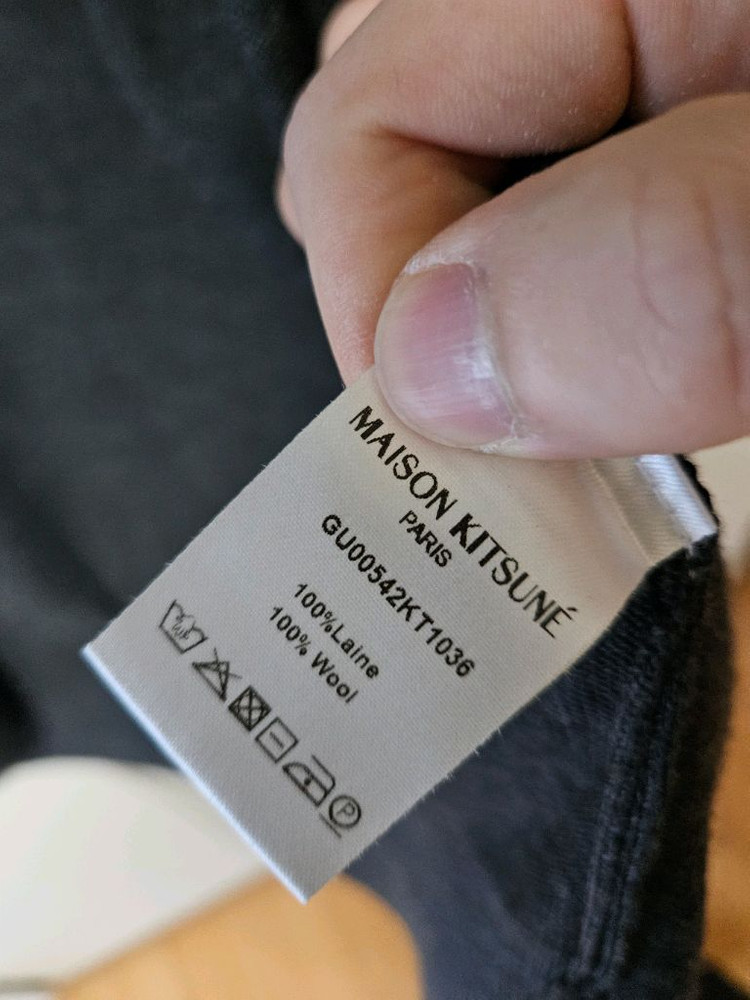 MAISON KITSUNÉ
PARIS
GU00542KT1036
100%Laine
100% Wool
P